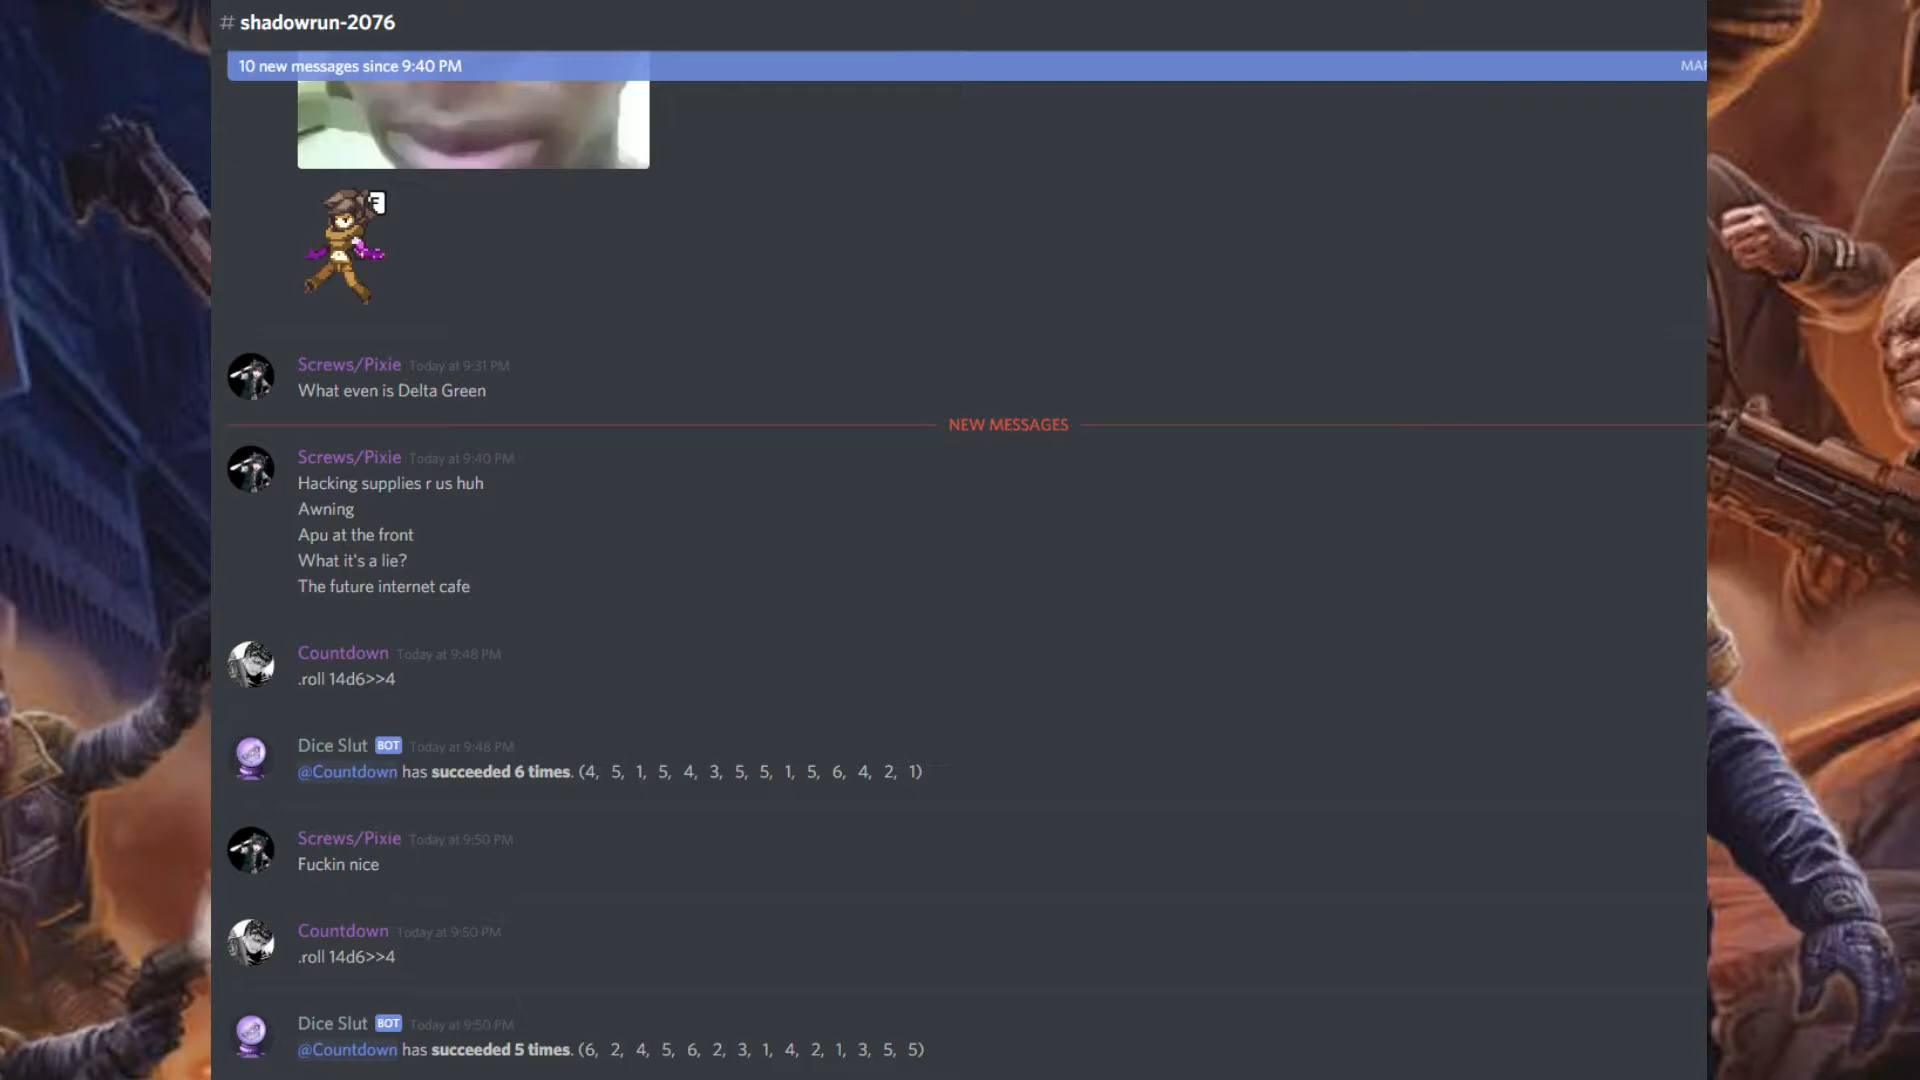 # shadowrun-2076
10 new messages since 9:40 PM
MAR
F
Screws/Pixie Today at 9:31 PM
What even is Delta Green
NEW MESSAGES
Screws/Pixie Today at 9:40 PM
Hacking supplies r us huh
Awning
Apu at the front
What it's a lie?
The future internet cafe
Countdown Today at 9:48 PM
.roll 14d6>>4
Dice Slut BOT Today at 9:48 PM
@Countdown has succeeded 6 times. (4, 5, 1, 5, 4, 3, 5, 5, 1, 5, 6, 4, 2, 1)
Screws/Pixie Today at 9:50 PM
Fuckin nice
Countdown Today at 9:50 PM
.roll 14d6>>4
Dice Slut BOT Today at 9:50 PM
@Countdown has succeeded 5 times. (6, 2, 4, 5, 6, 2, 3, 1, 4, 2, 1, 3, 5, 5)